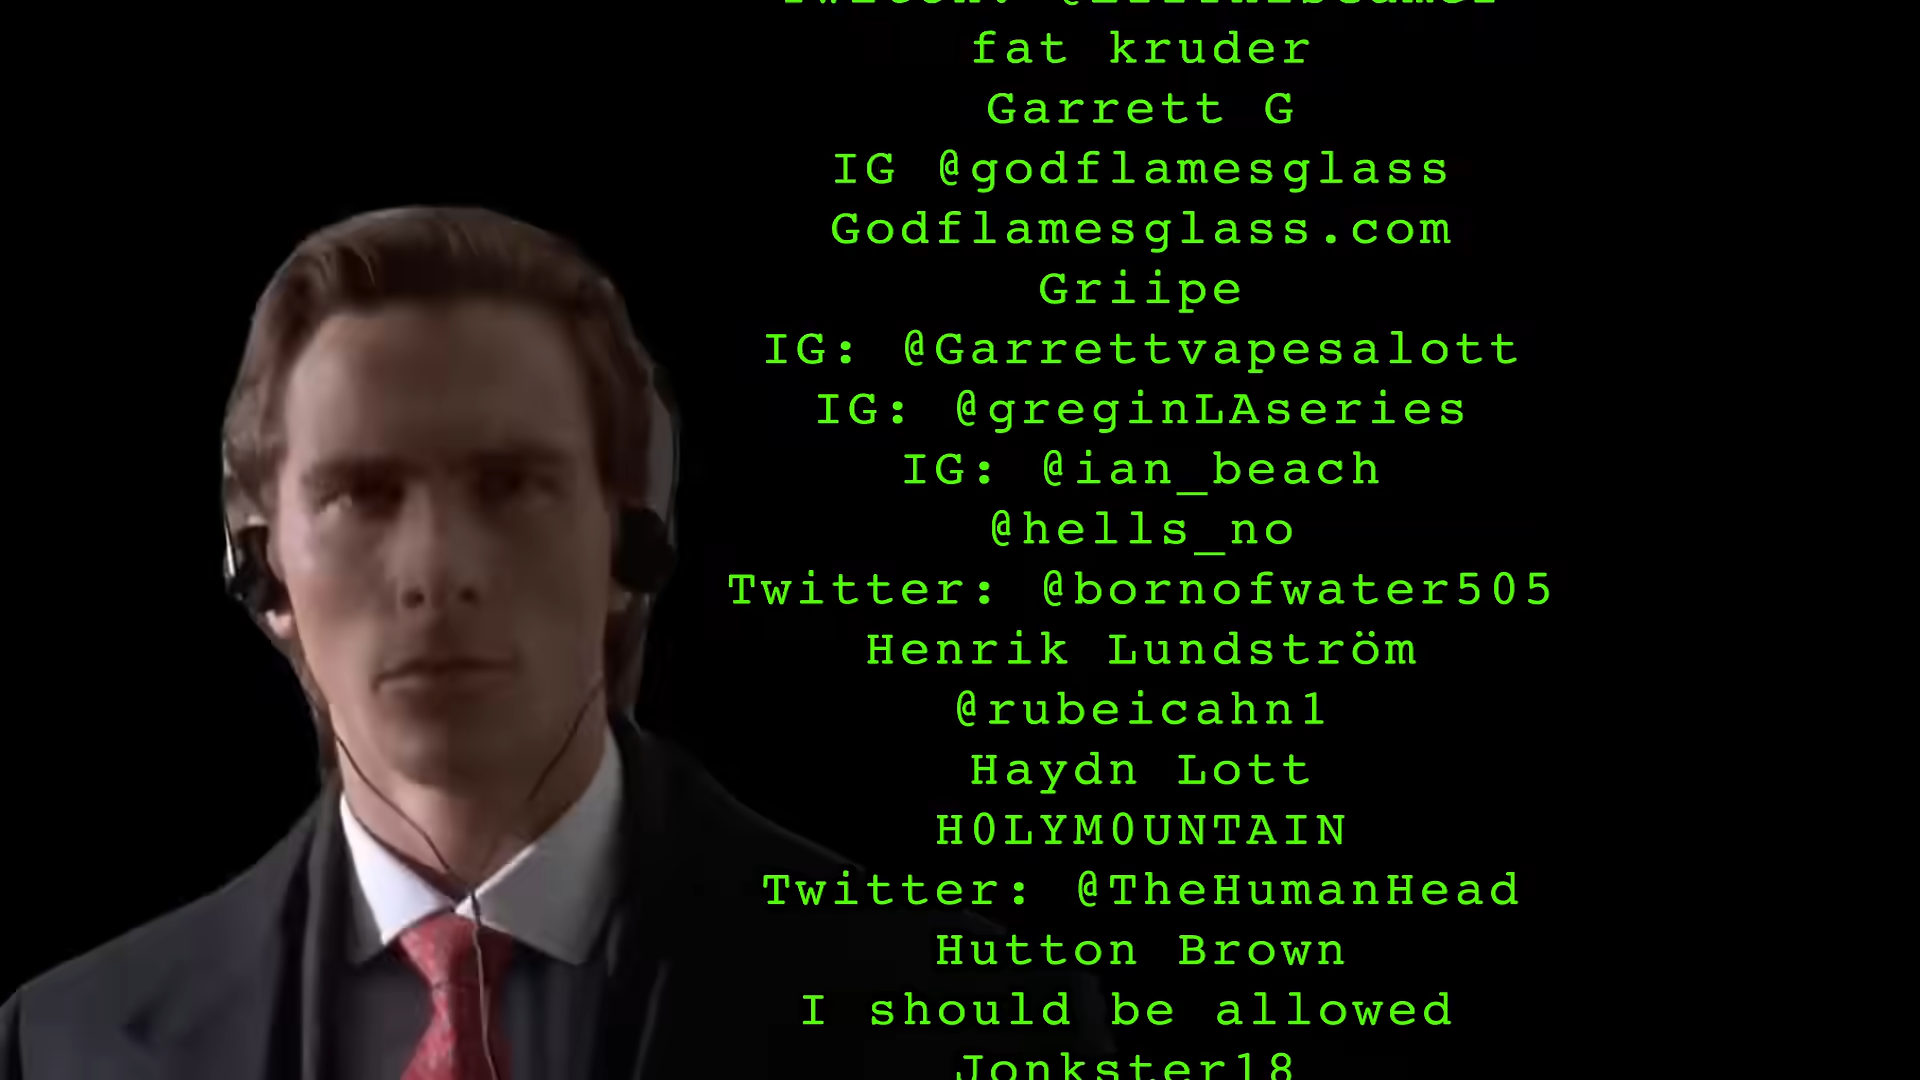 fat kruder
Garrett G
IG @godflamesglass
Godflamesglass.com
Griipe
IG: @Garrettvapesalott
IG: @greginLAseries
IG: @ian_beach
@hells_no
Twitter: @bornofwater505
Henrik Lundström
@rubeicahn1
Haydn Lott
H0LYM0UNTAIN
Twitter: @TheHumanHead
Hutton Brown
I should be allowed
Jonkster18